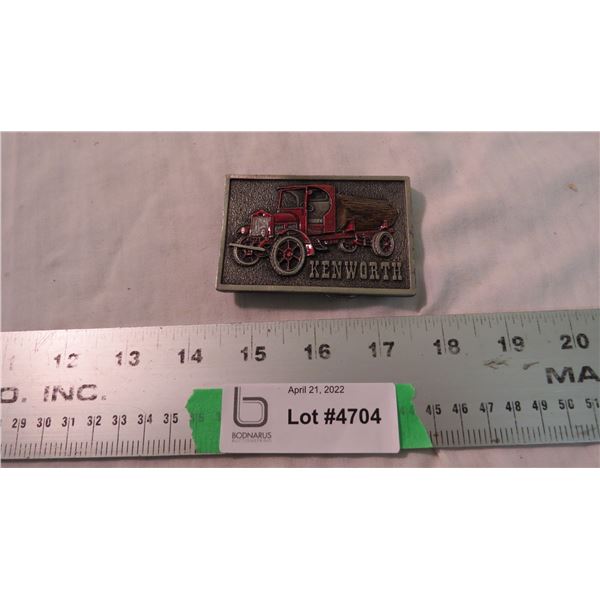 KENWORTH
12 13 14 15 16 17 18 19 20
O. INC.
MA
29 30 31 32 33 34 35
45 46 47 48 49 50 51
April 21, 2022
Lot #4704
b
BODNARUS
AUCTIONEERING